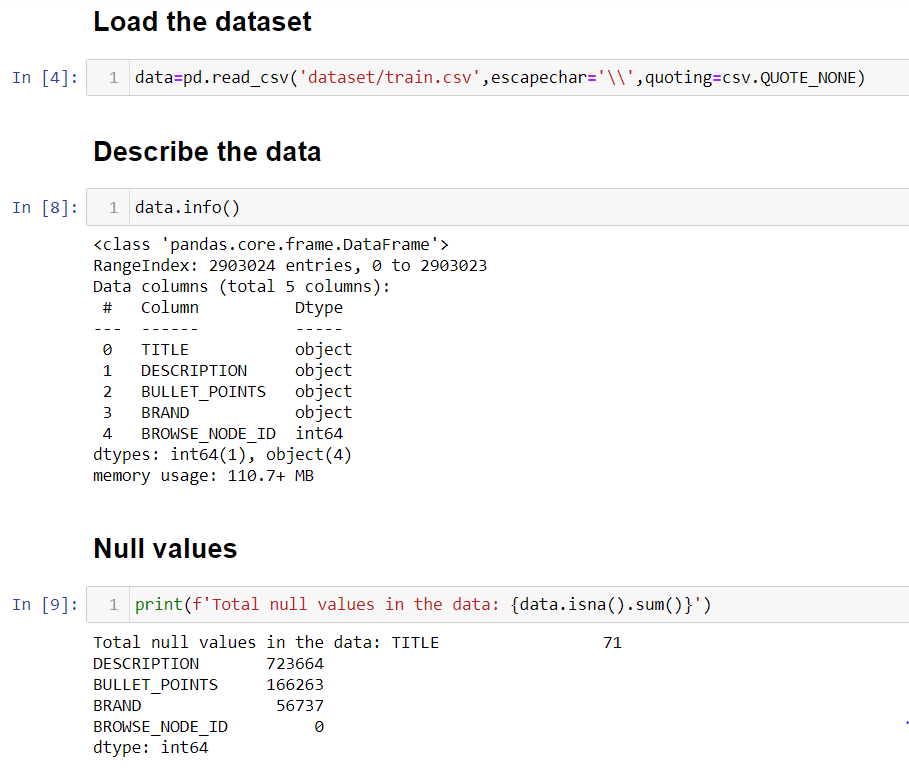 Load the dataset
In [4]: 1 data=pd.read_csv('dataset/train.csv',escapechar='\\',quoting=csv.QUOTE_NONE)
Describe the data
In [8]: 1 data.info()
<class 'pandas.core.frame.DataFrame'>
RangeIndex: 2903024 entries, 0 to 2903023
Data columns (total 5 columns):
 #   Column          Dtype
---  ------          -----
 0   TITLE           object
 1   DESCRIPTION     object
 2   BULLET_POINTS   object
 3   BRAND           object
 4   BROWSE_NODE_ID  int64
dtypes: int64(1), object(4)
memory usage: 110.7+ MB
Null values
In [9]: 1 print(f'Total null values in the data: {data.isna().sum()}')
Total null values in the data: TITLE                 71
DESCRIPTION       723664
BULLET_POINTS     166263
BRAND              56737
BROWSE_NODE_ID         0
dtype: int64